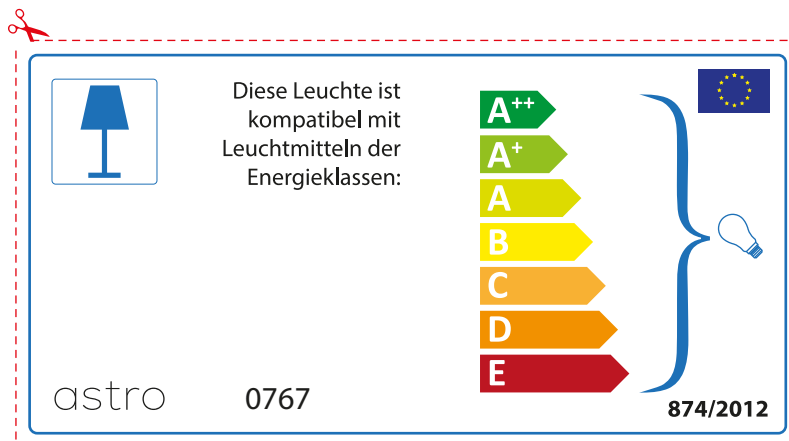 Diese Leuchte ist
kompatibel mit
Leuchtmitteln der
Energieklassen:
A++
A+
A
B
C
D
E
astro 0767
874/2012